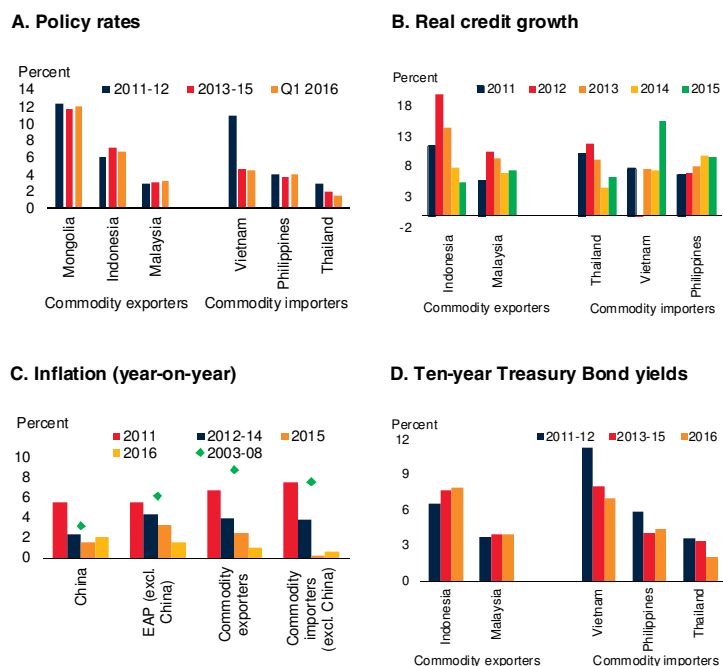 A. Policy rates
Percent
14
12
10
8
6
4
2
0
2011-12 2013-15 Q1 2016
Mongolia
Indonesia
Malaysia
Vietnam
Philippines
Thailand
Commodity exporters
Commodity importers
B. Real credit growth
Percent
18
13
8
3
-2
2011 2012 2013 2014 2015
Indonesia
Malaysia
Thailand
Vietnam
Philippines
Commodity exporters
Commodity importers
C. Inflation (year-on-year)
Percent
2011 2012-14 2015
2016 2003-08
10
8
6
4
2
0
China
EAP (excl.
China)
Commodity
exporters
Commodity
importers
(excl. China)
D. Ten-year Treasury Bond yields
Percent
12
9
6
3
0
2011-12 2013-15 2016
Indonesia
Malaysia
Vietnam
Philippines
Thailand
Commodity exporters
Commodity importers